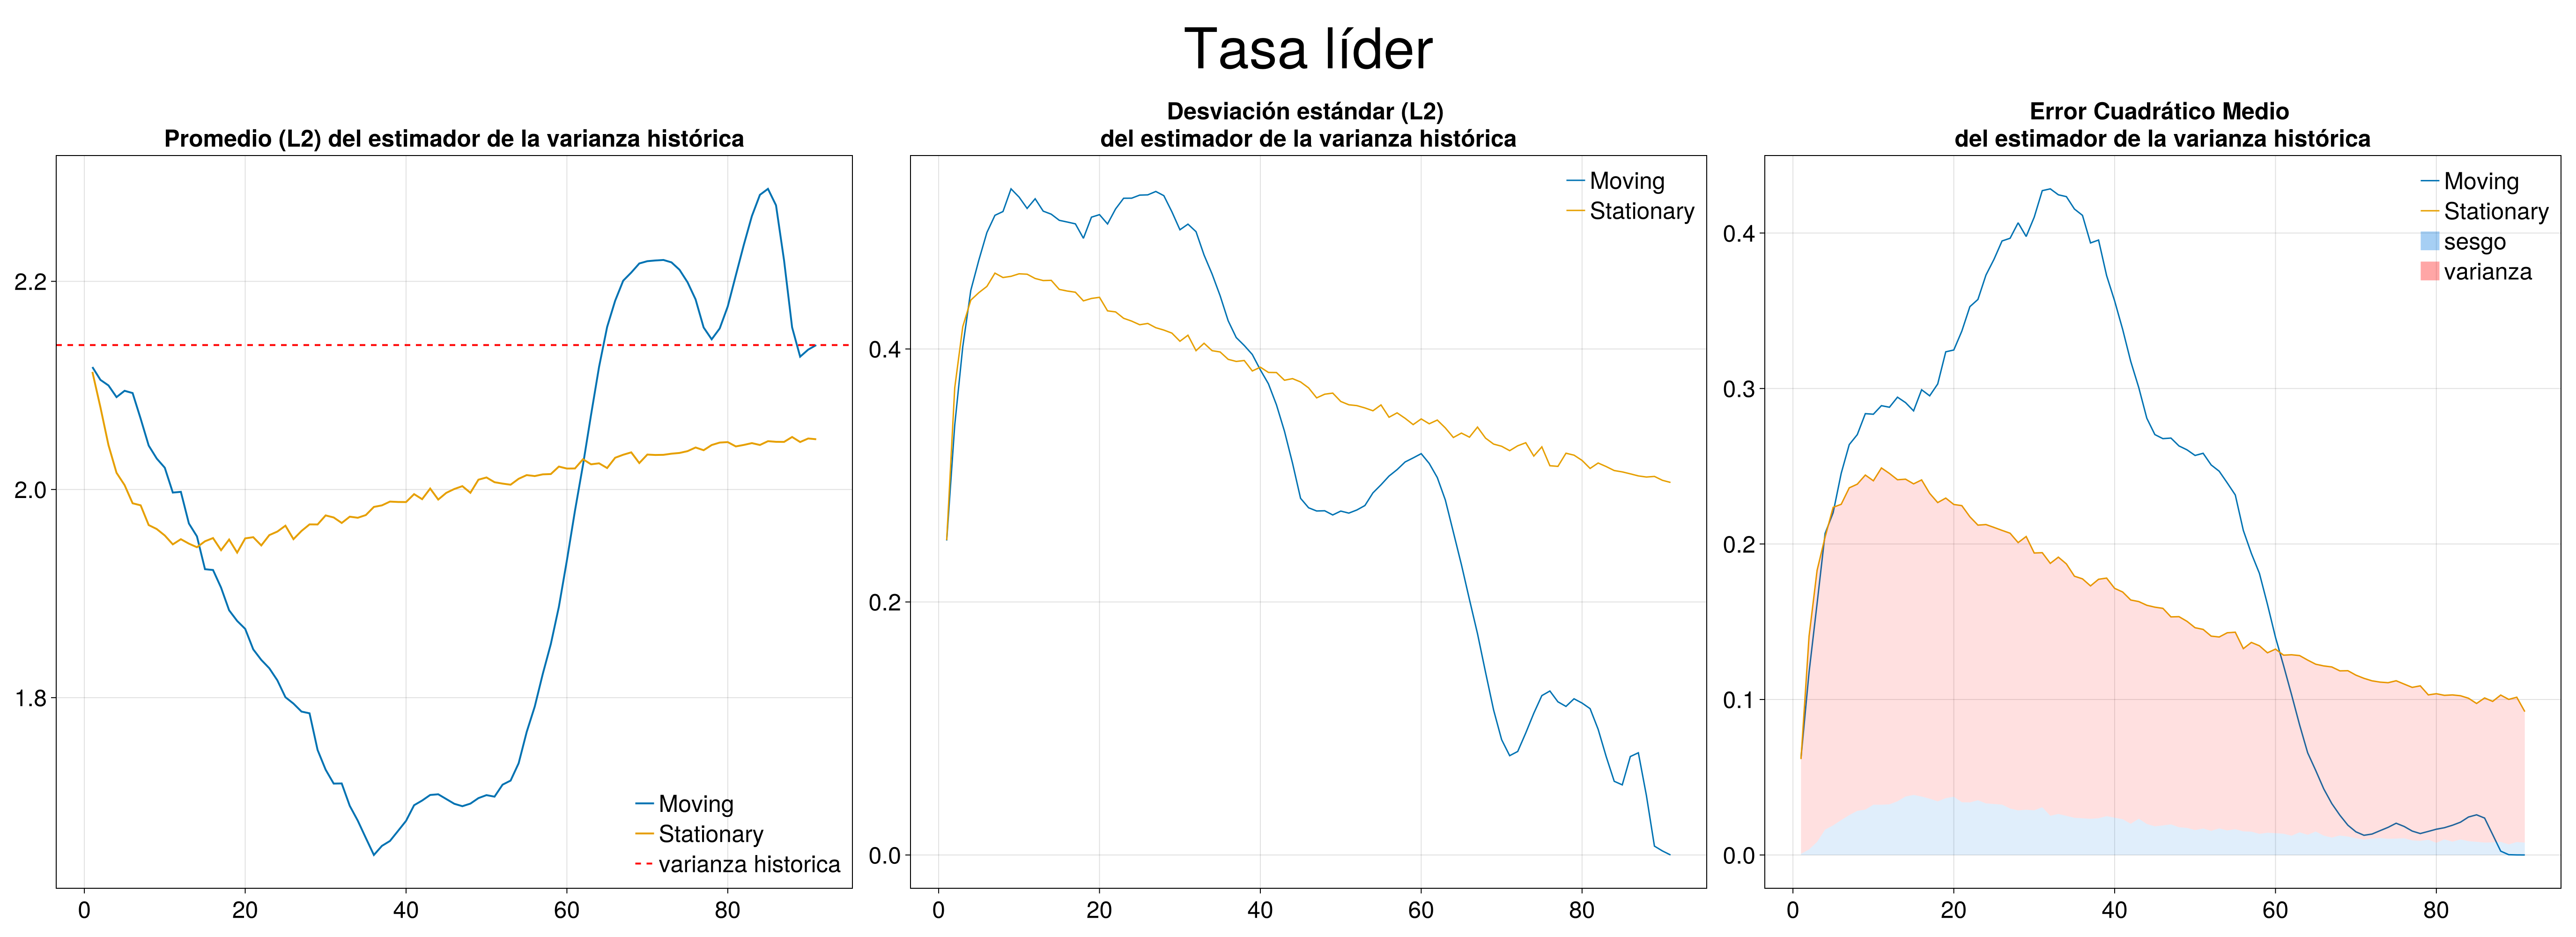 Tasa líder
Promedio (L2) del estimador de la varianza histórica
2.2
2.0
1.8
0
20
40
60
80
Moving
Stationary
varianza historica
Desviación estándar (L2)
del estimador de la varianza histórica
0.4
0.2
0.0
0
20
40
60
80
Moving
Stationary
Error Cuadrático Medio
del estimador de la varianza histórica
0.4
0.3
0.2
0.1
0.0
0
20
40
60
80
Moving
Stationary
sesgo
varianza